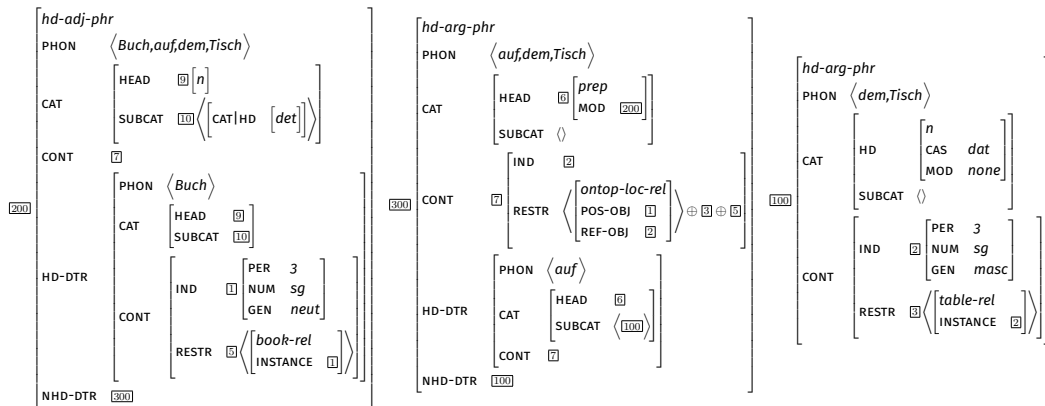 200 hd-adj-phr
PHON ⟨Buch,auf,dem,Tisch⟩
CAT HEAD 9 [n]
SUBCAT 10 ⟨[CAT|HD [det]]⟩
CONT 7
HD-DTR PHON ⟨Buch⟩
CAT HEAD 9
SUBCAT 10
CONT IND 1 PER 3
NUM sg
GEN neut
RESTR 5 ⟨[book-rel
INSTANCE 1]⟩
NHD-DTR 300
300 hd-arg-phr
PHON ⟨auf,dem,Tisch⟩
CAT HEAD 6 prep
MOD 200
SUBCAT ⟨⟩
CONT 7 IND 2
RESTR ⟨[ontop-loc-rel
POS-OBJ 1
REF-OBJ 2]⟩ ⊕ 3 ⊕ 5
HD-DTR PHON ⟨auf⟩
CAT HEAD 6
SUBCAT ⟨100⟩
CONT 7
NHD-DTR 100
100 hd-arg-phr
PHON ⟨dem,Tisch⟩
CAT HD n
CAS dat
MOD none
SUBCAT ⟨⟩
CONT IND 2 PER 3
NUM sg
GEN masc
RESTR 3 ⟨[table-rel
INSTANCE 2]⟩